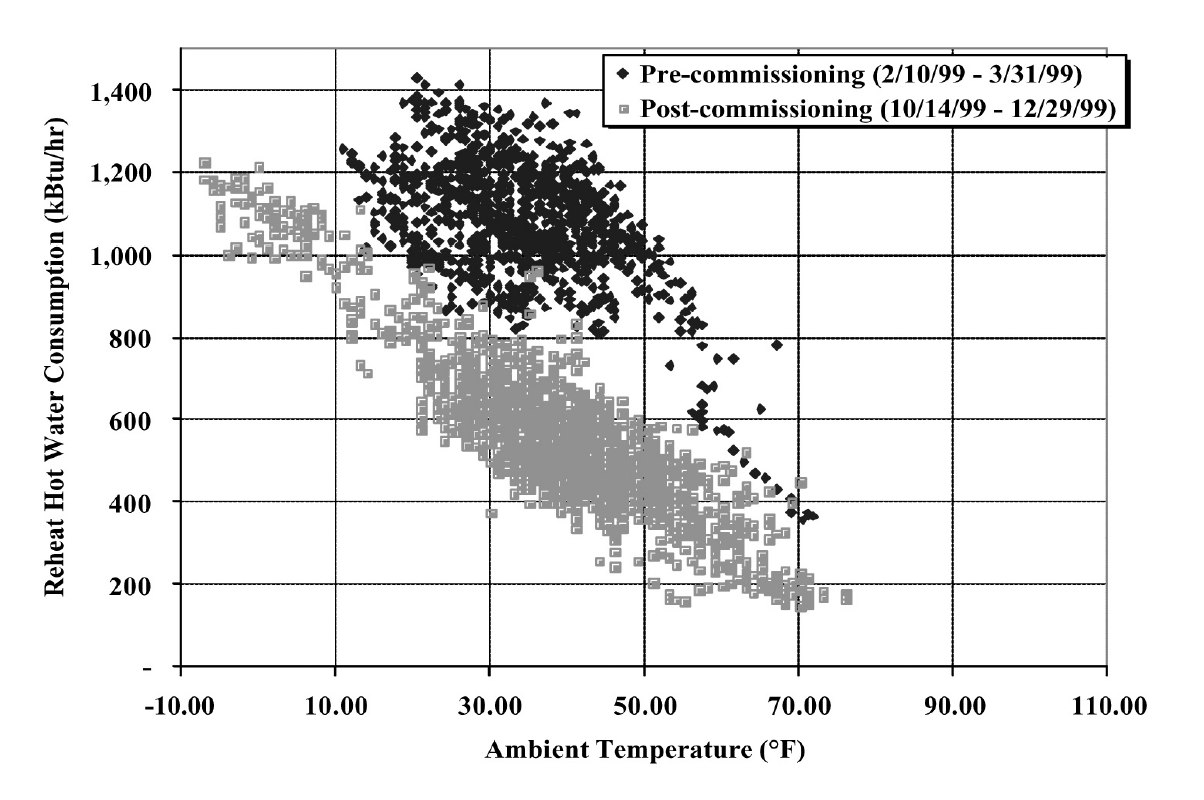 Pre-commissioning (2/10/99 - 3/31/99)
Post-commissioning (10/14/99 - 12/29/99)
Reheat Hot Water Consumption (kBtu/hr)
1,400
1,200
1,000
800
600
400
200
-
-10.00 10.00 30.00 50.00 70.00 90.00 110.00
Ambient Temperature (°F)